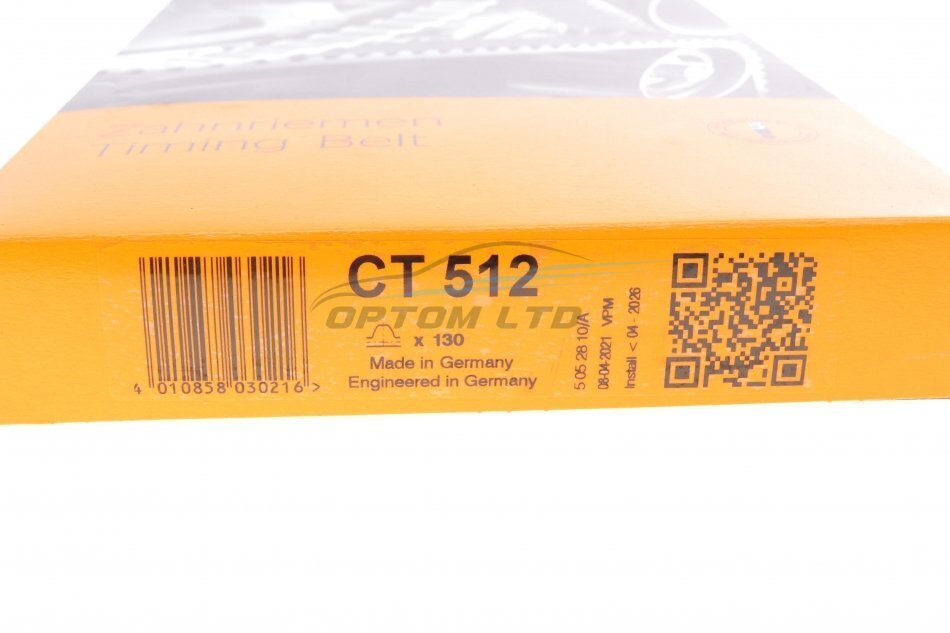 Zahnriemen
Timing Belt
CT 512
OPTOM LTD
x 130
Made in Germany
Engineered in Germany
4 010858 030216 >
5 05 28 10/A
08-04-2021 VPM
Install < 04 - 2026